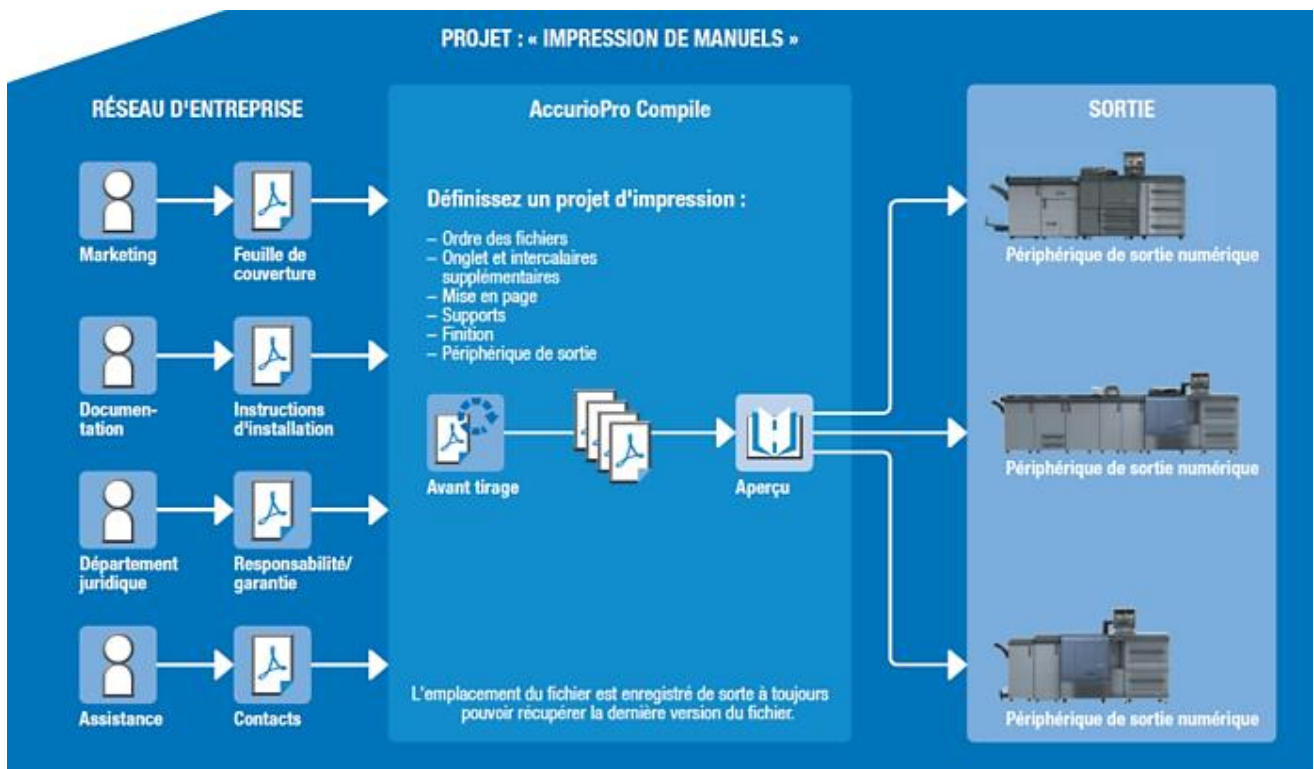 PROJET : « IMPRESSION DE MANUELS »
RÉSEAU D'ENTREPRISE
Marketing
Feuille de
couverture
Documen-
tation
Instructions
d'installation
Département
juridique
Responsabilité/
garantie
Assistance
Contacts
AccurioPro Compile
Définissez un projet d'impression :
– Ordre des fichiers
– Onglet et intercalaires
supplémentaires
– Mise en page
– Supports
– Finition
– Périphérique de sortie
Avant tirage
Aperçu
L'emplacement du fichier est enregistré de sorte à toujours
pouvoir récupérer la dernière version du fichier.
SORTIE
Périphérique de sortie numérique
Périphérique de sortie numérique
Périphérique de sortie numérique